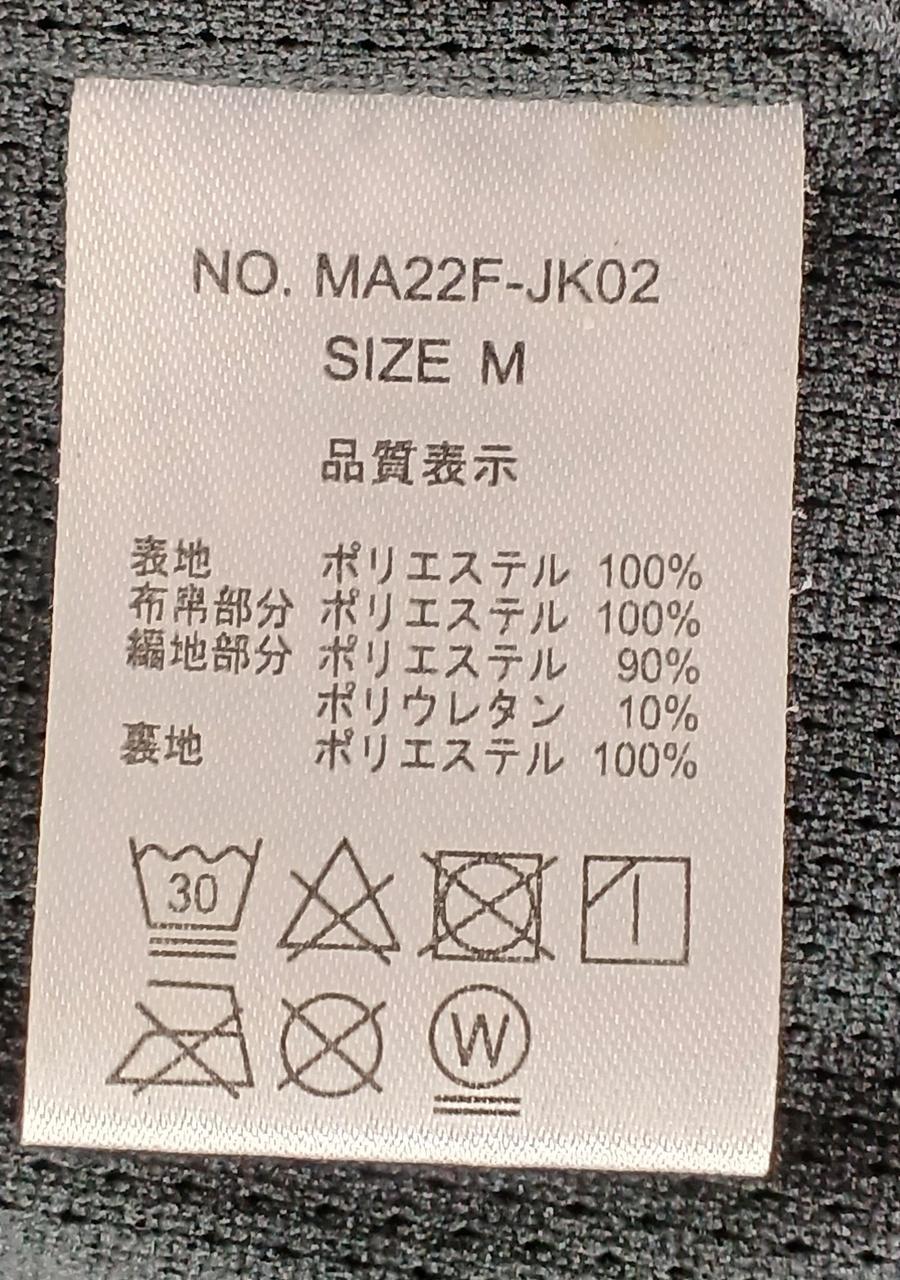 NO. MA22F-JK02
SIZE M
品質表示
表地 ポリエステル 100%
布帛部分 ポリエステル 100%
編地部分 ポリエステル 90%
ポリウレタン 10%
裏地 ポリエステル 100%
30
W